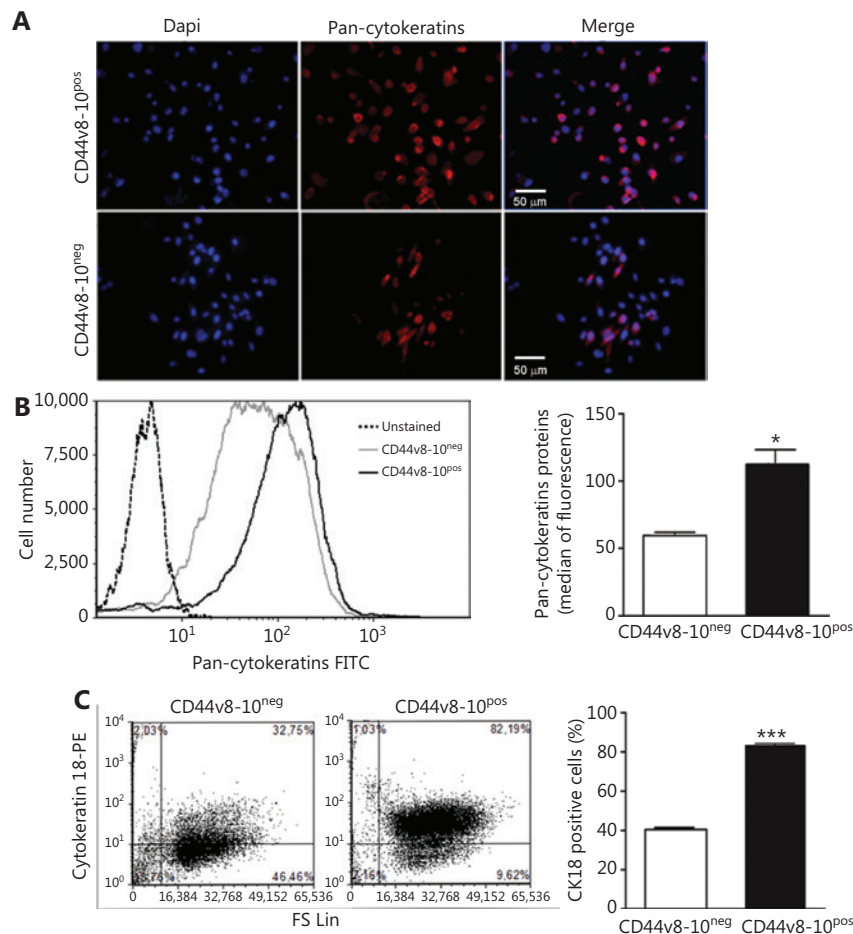 A
Dapi
Pan-cytokeratins
Merge
CD44v8-10pos
50 µm
CD44v8-10neg
50 µm
B
Cell number
10,000
7,500
5,000
2,500
0
Unstained
CD44v8-10neg
CD44v8-10pos
10¹
10²
10³
Pan-cytokeratins FITC
Pan-cytokeratins proteins
(median of fluorescence)
150
100
50
0
*
CD44v8-10neg
CD44v8-10pos
C
CD44v8-10neg
CD44v8-10pos
Cytokeratin 18-PE
10⁴
10³
10²
10¹
10⁰
2,03%
32,75%
46,46%
0
16,384
32,768
49,152
65,536
10⁴
10³
10²
10¹
10⁰
1,03%
82,19%
9,62%
0
16,384
32,768
49,152
65,536
FS Lin
CK18 positive cells (%)
100
80
60
40
20
0
***
CD44v8-10neg
CD44v8-10pos